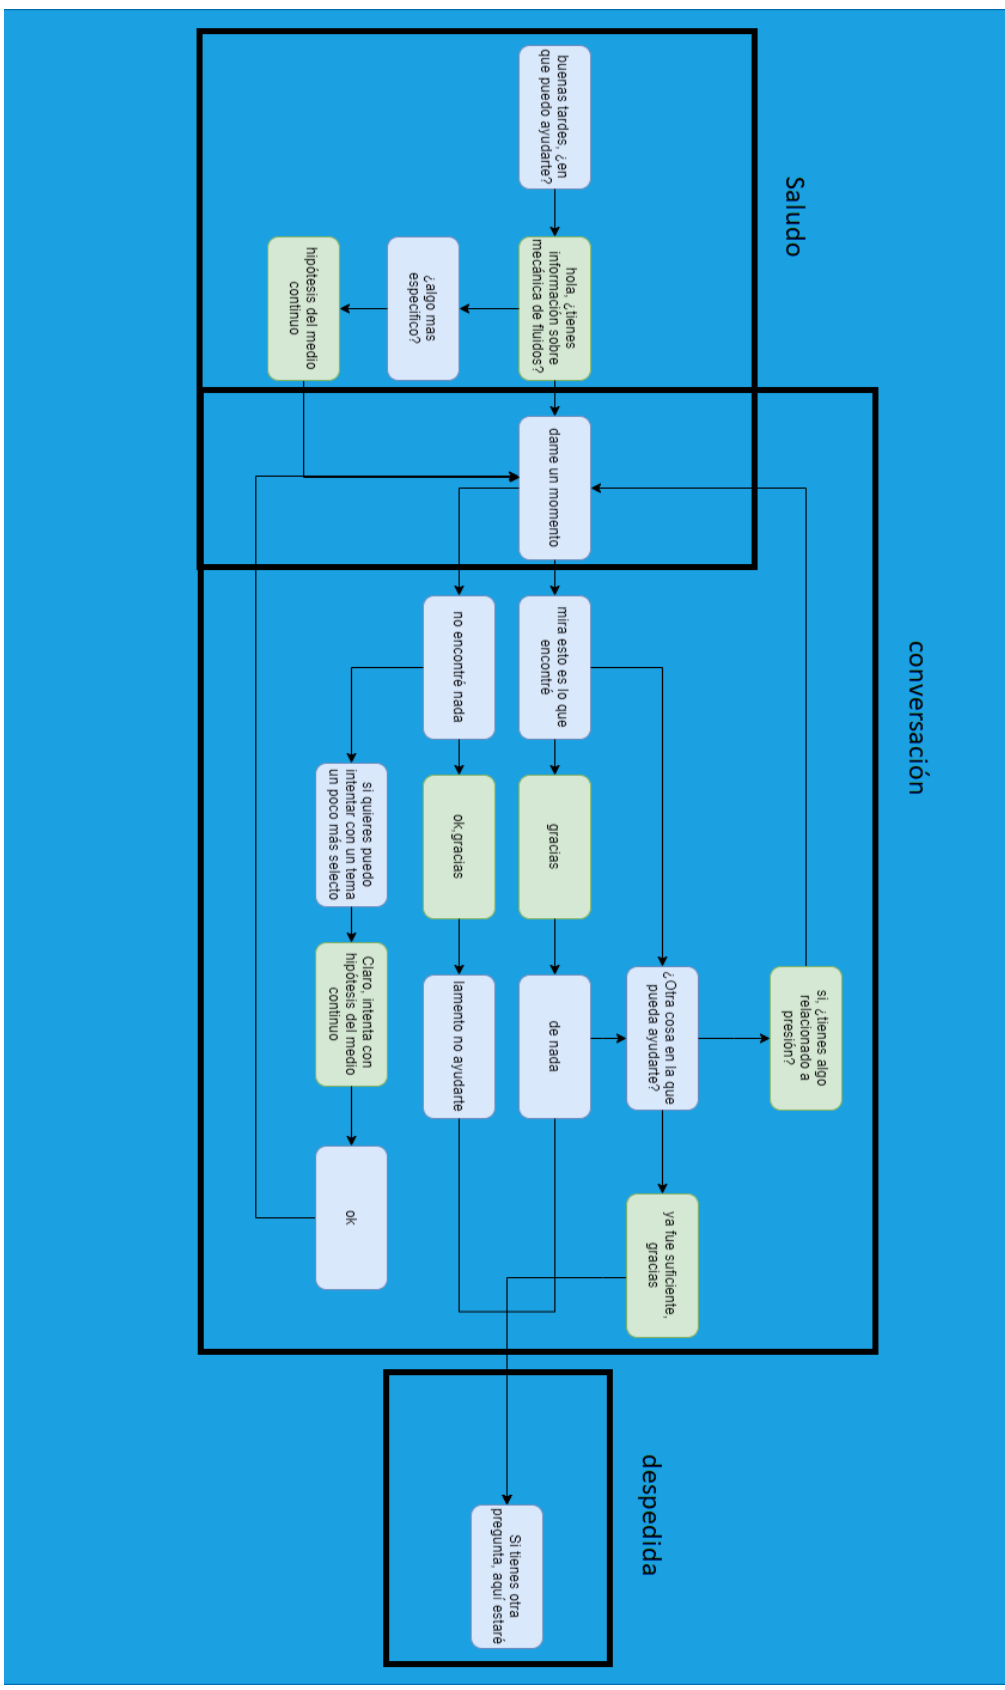 Saludo
buenas tardes, ¿en
que puedo ayudarte?
hola, ¿tienes
información sobre
mecánica de fluidos?
¿algo mas
especifico?
hipótesis del medio
continuo
conversación
dame un momento
mira esto es lo que
encontré
no encontré nada
gracias
ok,gracias
si quieres puedo
intentar con un tema
un poco más selecto
si, ¿tienes algo
relacionado a
presión?
¿Otra cosa en la que
pueda ayudarte?
de nada
lamento no ayudarte
Claro, intenta con
hipótesis del medio
continuo
ya fue suficiente,
gracias
ok
despedida
Si tienes otra
pregunta, aquí estaré